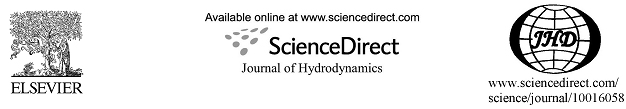 Available online at www.sciencedirect.com
ScienceDirect
Journal of Hydrodynamics
ELSEVIER
JHD
www.sciencedirect.com/
science/journal/10016058